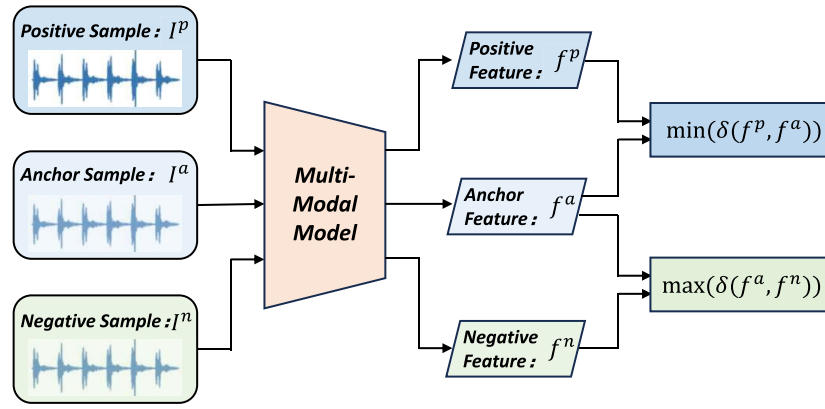 Positive Sample： I^p
Anchor Sample： I^a
Negative Sample：I^n
Multi-
Modal
Model
Positive
Feature： f^p
Anchor
Feature： f^a
Negative
Feature： f^n
min(δ(f^p, f^a))
max(δ(f^a, f^n))